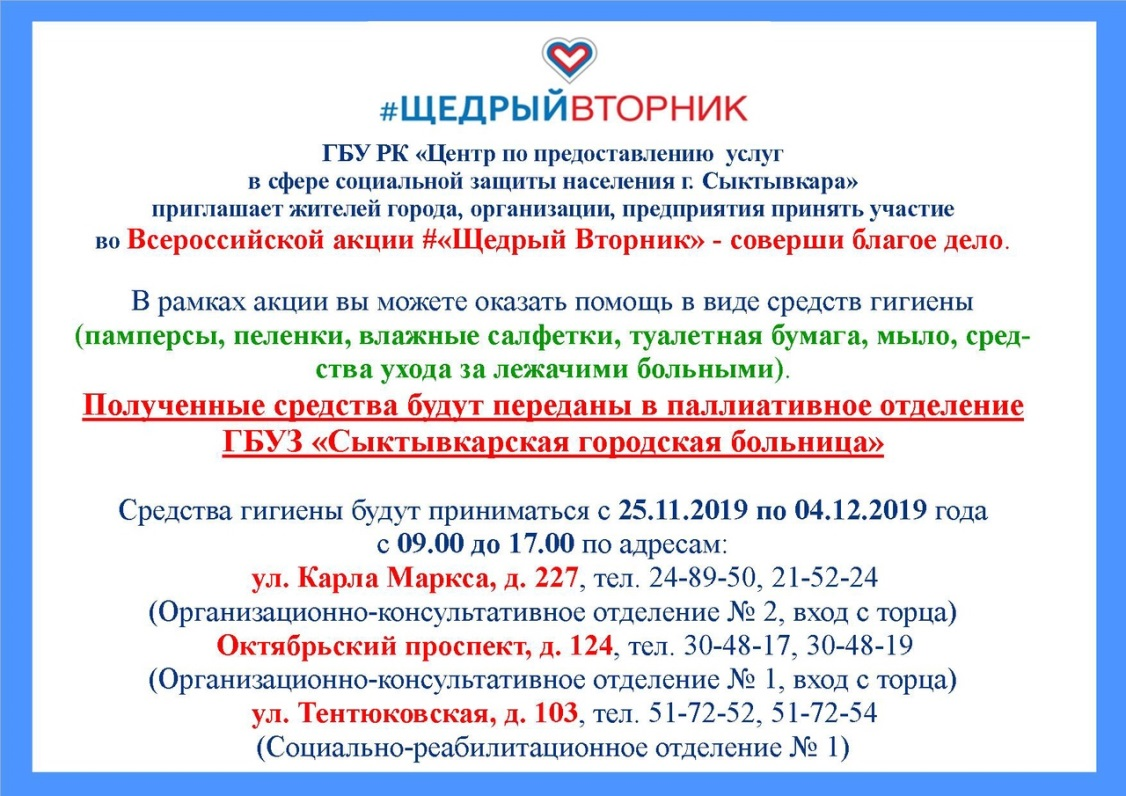 #ЩЕДРЫЙВТОРНИК
ГБУ РК «Центр по предоставлению услуг
в сфере социальной защиты населения г. Сыктывкара»
приглашает жителей города, организации, предприятия принять участие
во Всероссийской акции #«Щедрый Вторник» - соверши благое дело.
В рамках акции вы можете оказать помощь в виде средств гигиены
(памперсы, пеленки, влажные салфетки, туалетная бумага, мыло, сред-
ства ухода за лежачими больными).
Полученные средства будут переданы в паллиативное отделение
ГБУЗ «Сыктывкарская городская больница»
Средства гигиены будут приниматься с 25.11.2019 по 04.12.2019 года
с 09.00 до 17.00 по адресам:
ул. Карла Маркса, д. 227, тел. 24-89-50, 21-52-24
(Организационно-консультативное отделение № 2, вход с торца)
Октябрьский проспект, д. 124, тел. 30-48-17, 30-48-19
(Организационно-консультативное отделение № 1, вход с торца)
ул. Тентюковская, д. 103, тел. 51-72-52, 51-72-54
(Социально-реабилитационное отделение № 1)